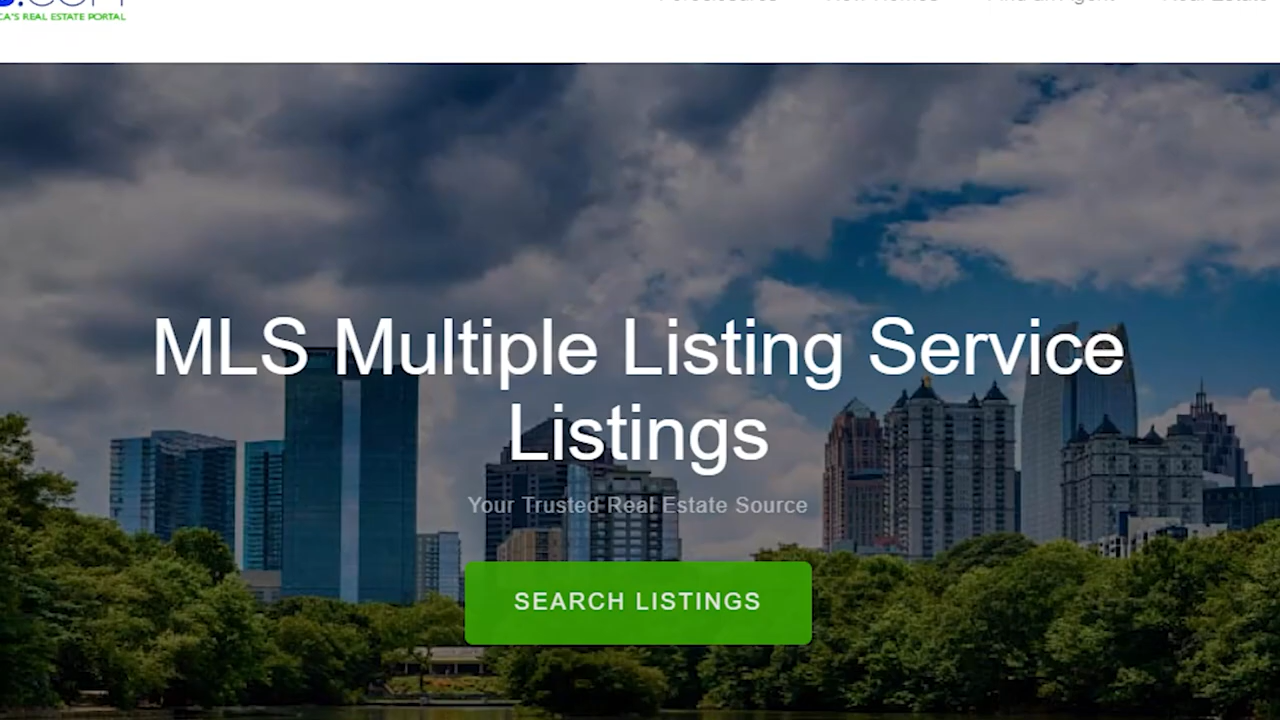 CA'S REAL ESTATE PORTAL
MLS Multiple Listing Service
Listings
Your Trusted Real Estate Source
SEARCH LISTINGS